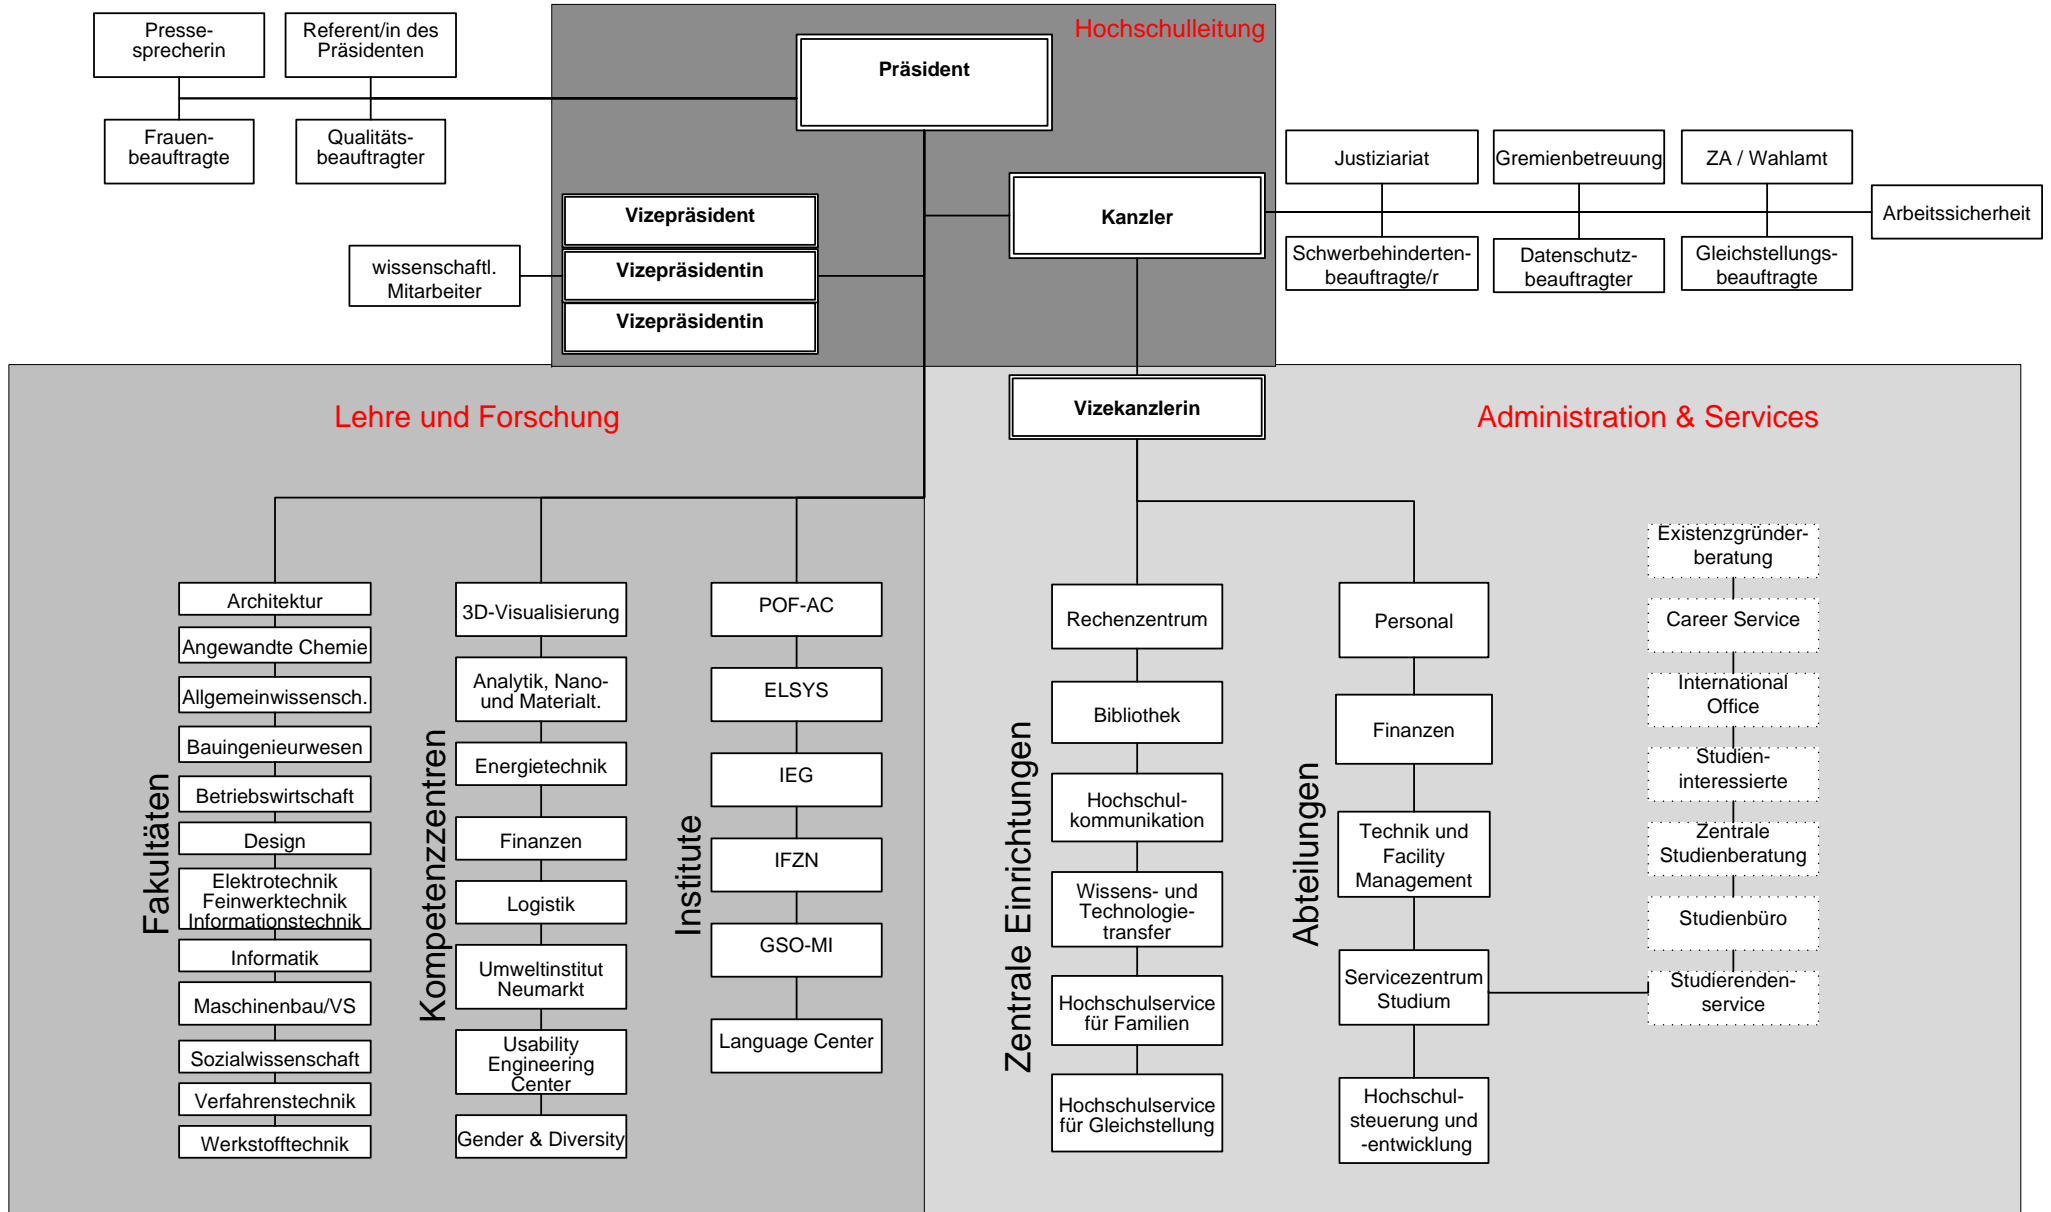 Hochschulleitung
Presse-
sprecherin
Referent/in des
Präsidenten
Frauen-
beauftragte
Qualitäts-
beauftragter
Präsident
Vizepräsident
Vizepräsidentin
Vizepräsidentin
wissenschaftl.
Mitarbeiter
Kanzler
Justiziariat
Gremienbetreuung
ZA / Wahlamt
Arbeitssicherheit
Schwerbehinderten-
beauftragte/r
Datenschutz-
beauftragter
Gleichstellungs-
beauftragte
Vizekanzlerin
Lehre und Forschung
Fakultäten
Architektur
Angewandte Chemie
Allgemeinwissensch.
Bauingenieurwesen
Betriebswirtschaft
Design
Elektrotechnik
Feinwerktechnik
Informationstechnik
Informatik
Maschinenbau/VS
Sozialwissenschaft
Verfahrenstechnik
Werkstofftechnik
Kompetenzzentren
3D-Visualisierung
Analytik, Nano-
und Materialt.
Energietechnik
Finanzen
Logistik
Umweltinstitut
Neumarkt
Usability
Engineering
Center
Gender & Diversity
Institute
POF-AC
ELSYS
IEG
IFZN
GSO-MI
Language Center
Administration & Services
Zentrale Einrichtungen
Rechenzentrum
Bibliothek
Hochschul-
kommunikation
Wissens- und
Technologie-
transfer
Hochschulservice
für Familien
Hochschulservice
für Gleichstellung
Abteilungen
Personal
Finanzen
Technik und
Facility
Management
Servicezentrum
Studium
Hochschul-
steuerung und
-entwicklung
Existenzgründer-
beratung
Career Service
International
Office
Studien-
interessierte
Zentrale
Studienberatung
Studienbüro
Studierenden-
service